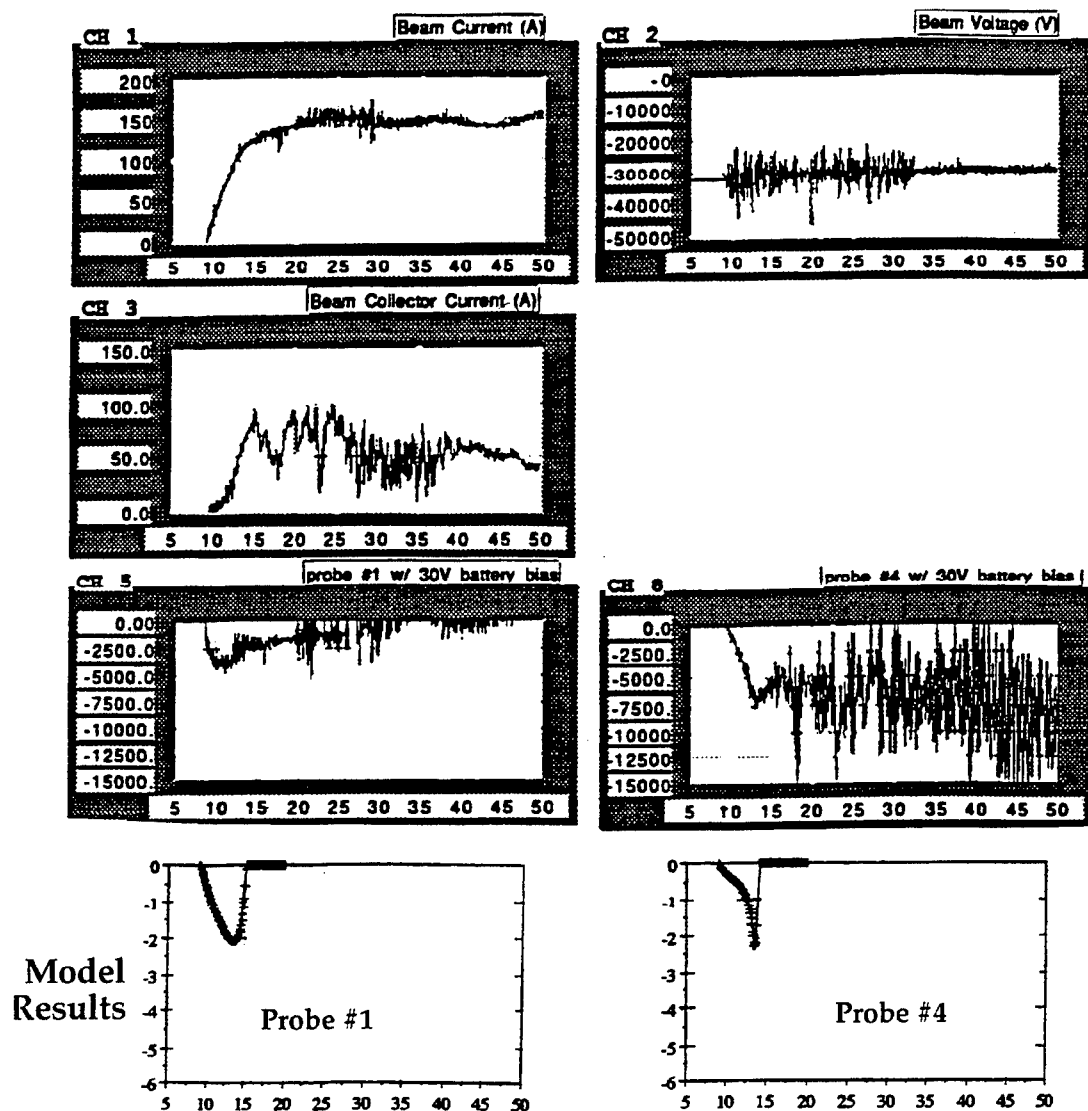 CH 1
Beam Current (A)
200
150
100
50
0
5 10 15 20 25 30 35 40 45 50
CH 2
Beam Voltage (V)
-0
-10000
-20000
-30000
-40000
-50000
5 10 15 20 25 30 35 40 45 50
CH 3
Beam Collector Current (A)
150.0
100.0
50.0
0.0
5 10 15 20 25 30 35 40 45 50
CH 5
probe #1 w/ 30V battery bias
0.00
-2500.0
-5000.0
-7500.0
-10000.
-12500.
-15000.
5 10 15 20 25 30 35 40 45 50
CH 6
probe #4 w/ 30V battery bias
0.0
-2500.
-5000.
-7500.
-10000
-12500
-15000
5 10 15 20 25 30 35 40 45 50
Model
Results
0
-1
-2
-3
-4
-5
-6
Probe #1
5 10 15 20 25 30 35 40 45 50
0
-1
-2
-3
-4
-5
-6
Probe #4
5 10 15 20 25 30 35 40 45 50